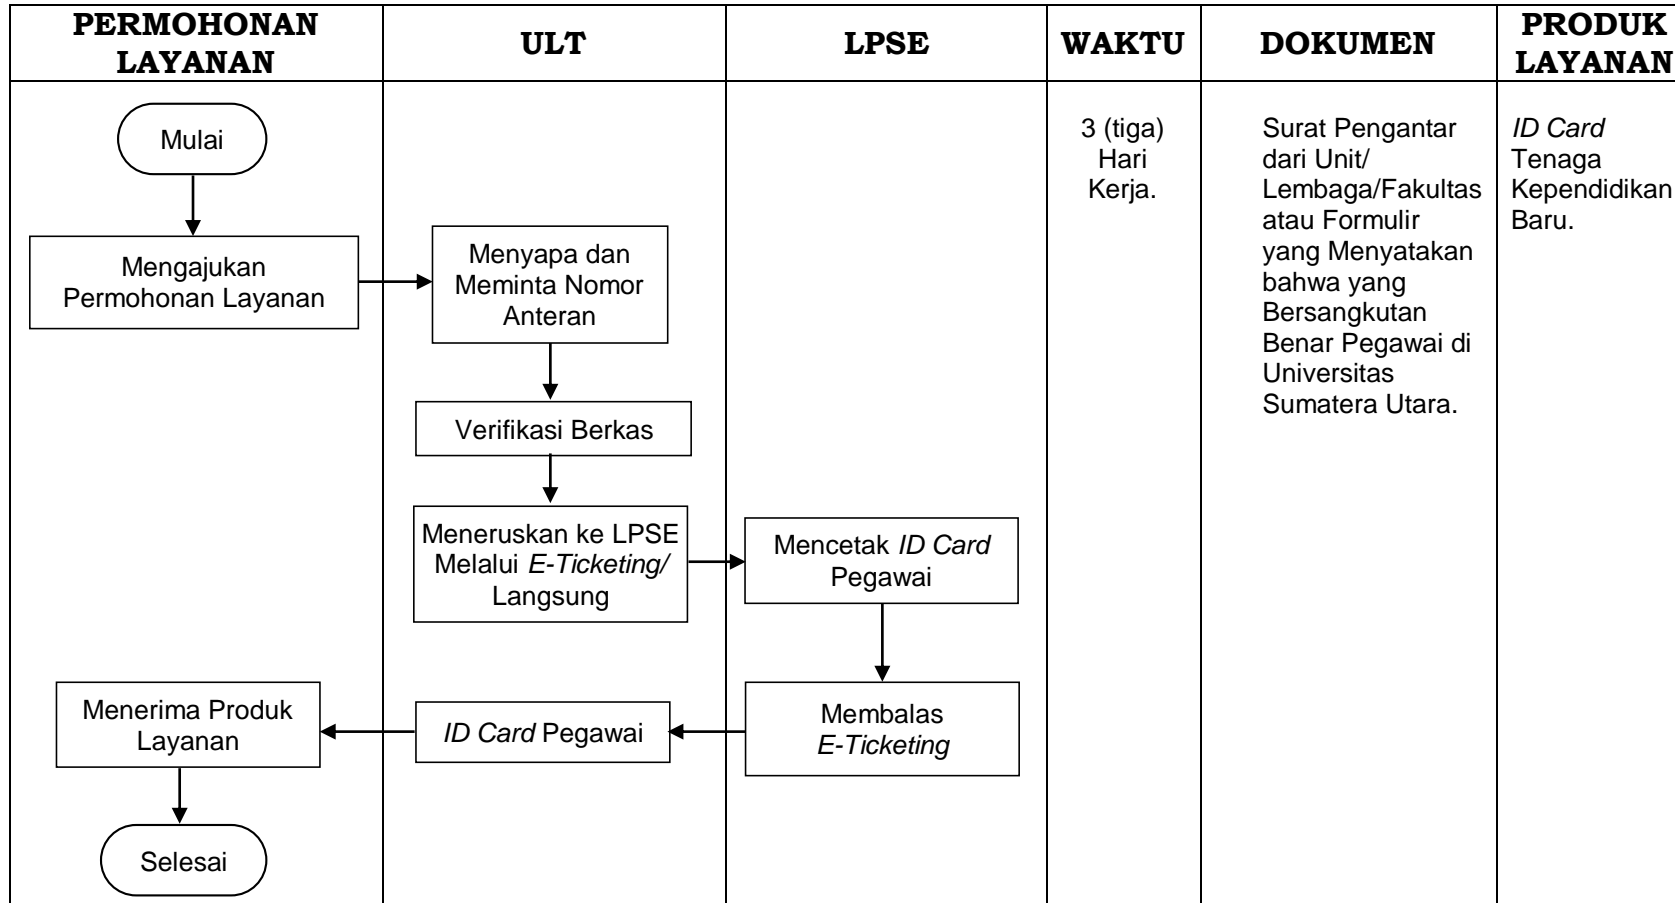 PERMOHONAN
LAYANAN
ULT
LPSE
WAKTU
DOKUMEN
PRODUK
LAYANAN
Mulai
Mengajukan
Permohonan Layanan
Menyapa dan
Meminta Nomor
Anteran
Verifikasi Berkas
Meneruskan ke LPSE
Melalui E-Ticketing/
Langsung
Mencetak ID Card
Pegawai
Membalas
E-Ticketing
ID Card Pegawai
Menerima Produk
Layanan
Selesai
3 (tiga)
Hari
Kerja.
Surat Pengantar
dari Unit/
Lembaga/Fakultas
atau Formulir
yang Menyatakan
bahwa yang
Bersangkutan
Benar Pegawai di
Universitas
Sumatera Utara.
ID Card
Tenaga
Kependidikan
Baru.